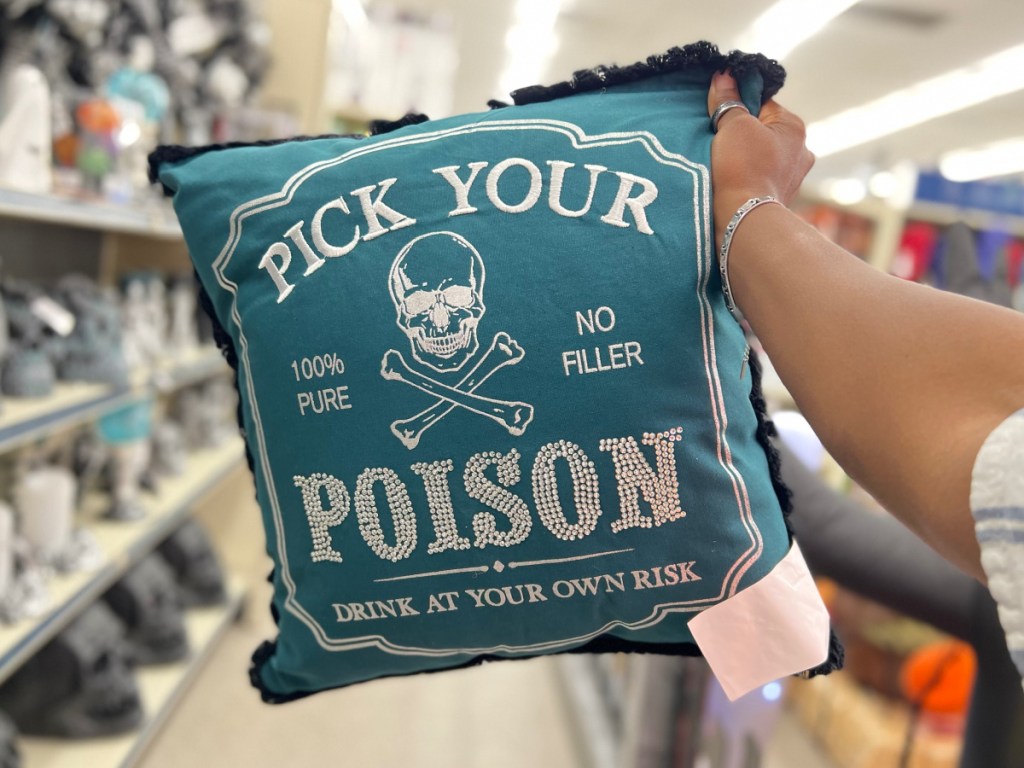 PICK YOUR
100%
PURE
NO
FILLER
POISON
DRINK AT YOUR OWN RISK